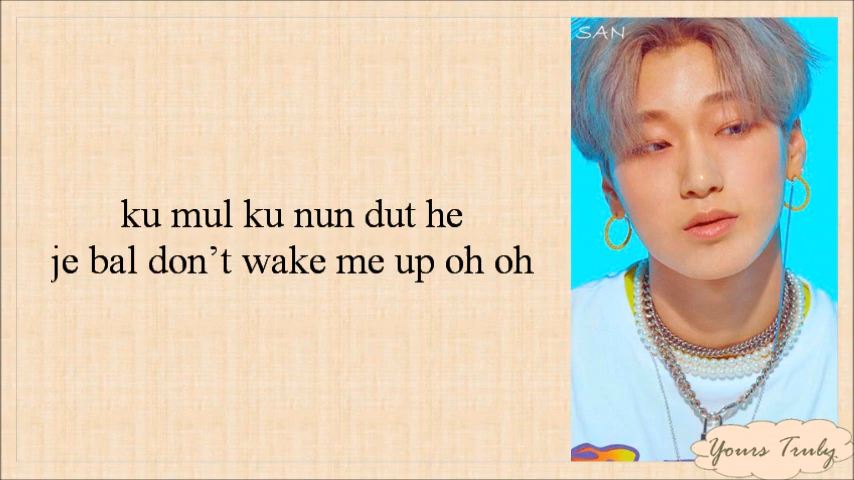 SAN
ku mul ku nun dut he
je bal don’t wake me up oh oh
Yours Truly